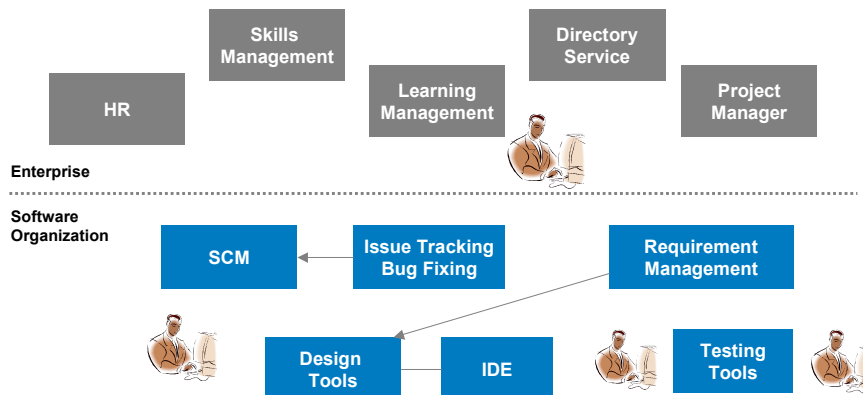 Skills
Management
Directory
Service
HR
Learning
Management
Project
Manager
Enterprise
Software
Organization
SCM
Issue Tracking
Bug Fixing
Requirement
Management
Design
Tools
IDE
Testing
Tools